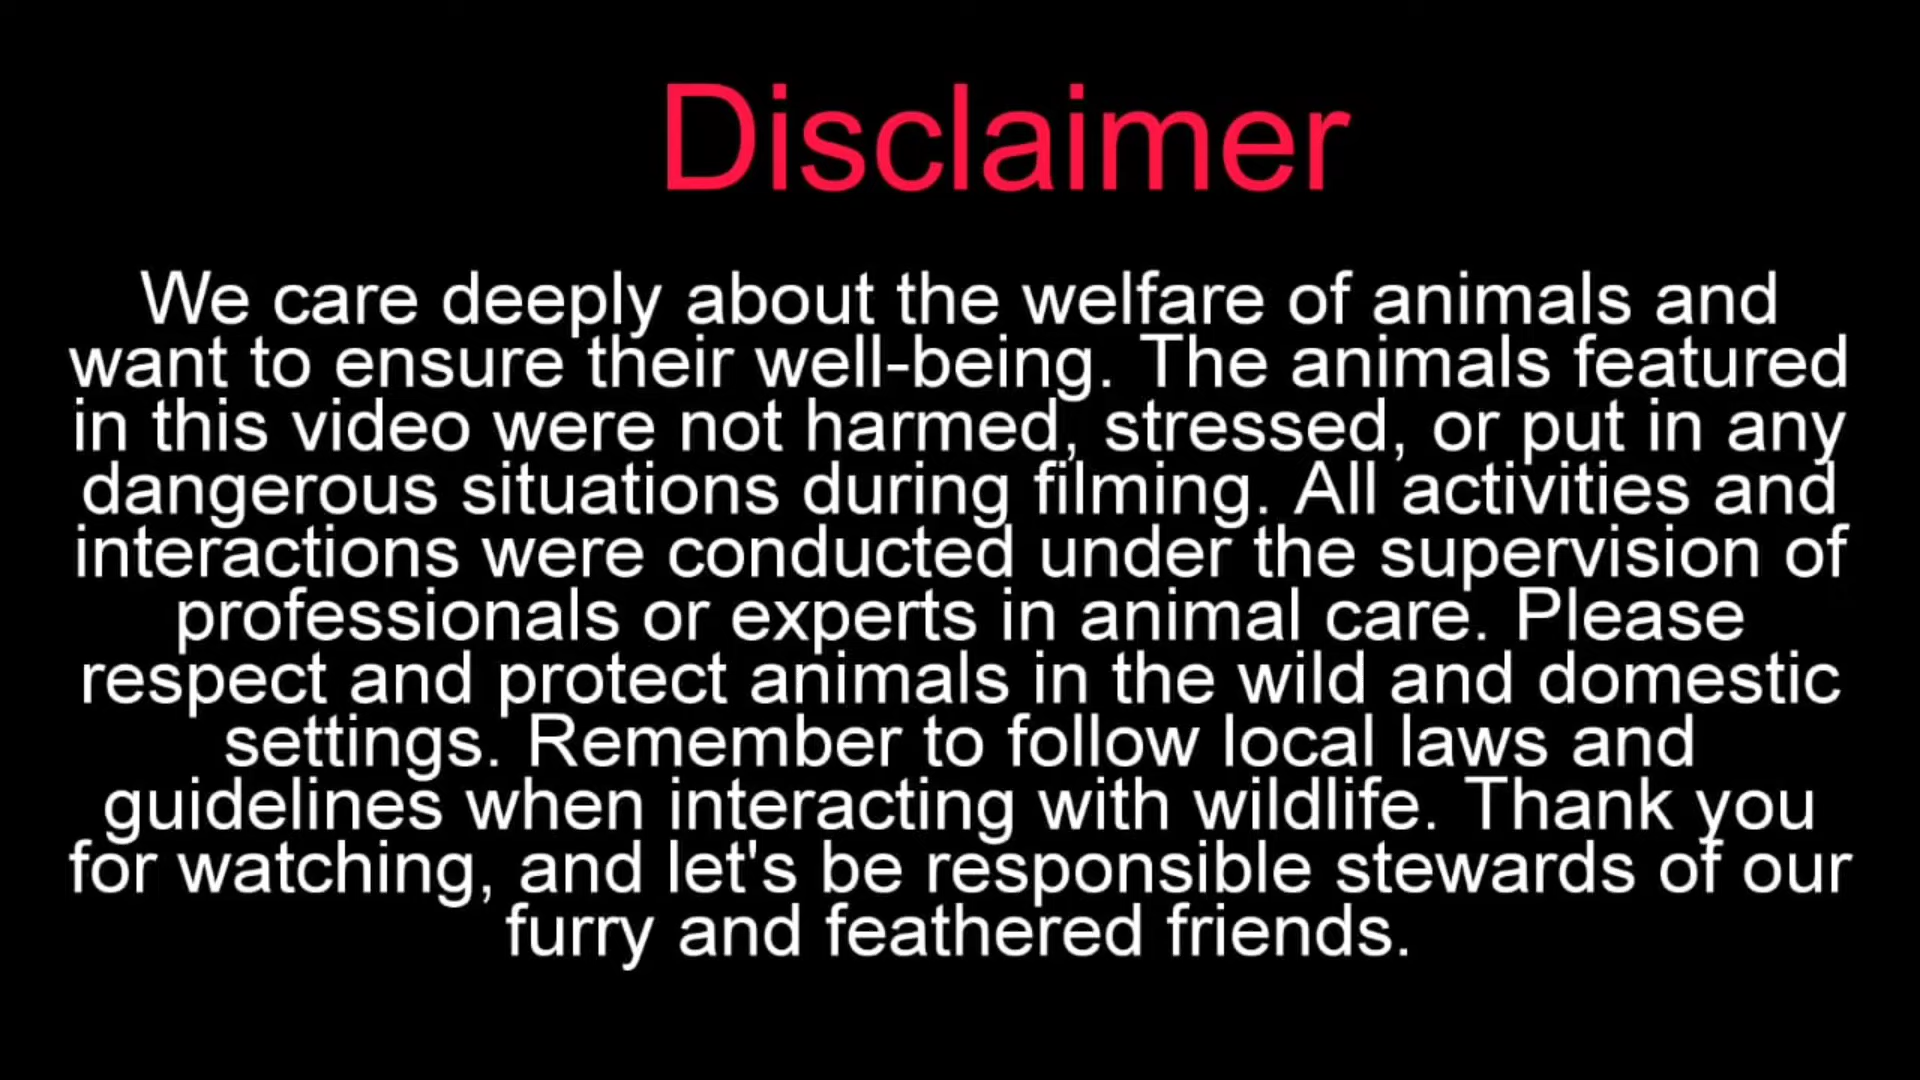 Disclaimer
We care deeply about the welfare of animals and
want to ensure their well-being. The animals featured
in this video were not harmed, stressed, or put in any
dangerous situations during filming. All activities and
interactions were conducted under the supervision of
professionals or experts in animal care. Please
respect and protect animals in the wild and domestic
settings. Remember to follow local laws and
guidelines when interacting with wildlife. Thank you
for watching, and let's be responsible stewards of our
furry and feathered friends.